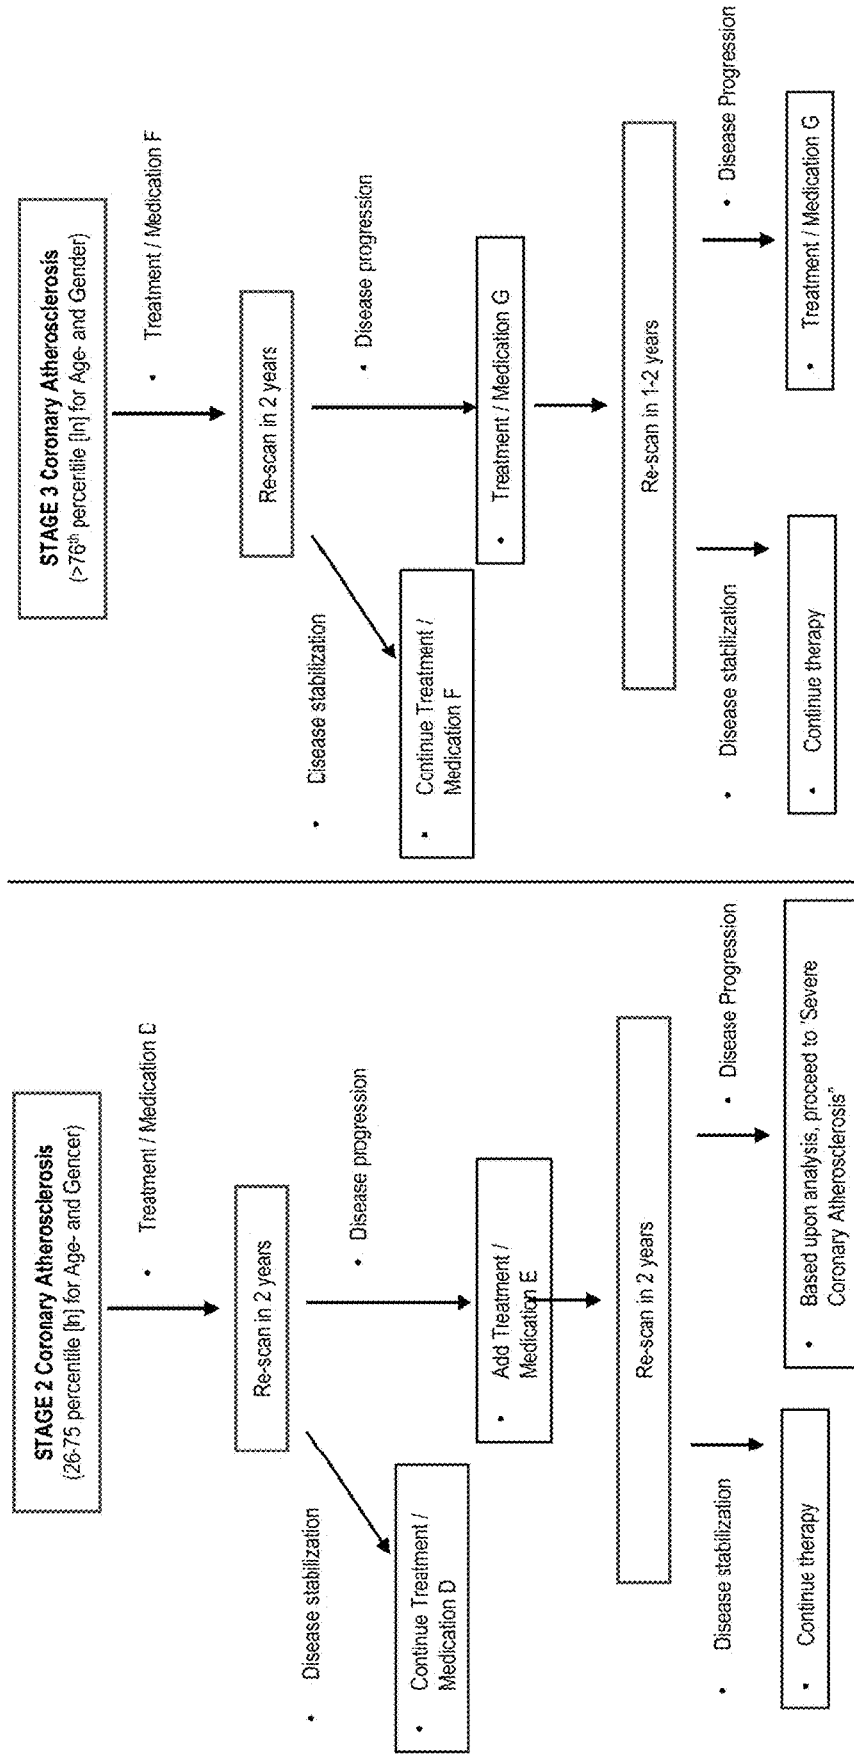 STAGE 2 Coronary Atherosclerosis
(26-75 percentile [ln] for Age- and Gencer)
• Treatment / Medication D
Re-scan in 2 years
• Disease stabilization
• Disease progression
• Continue Treatment /
Medication D
• Add Treatment /
Medication E
Re-scan in 2 years
• Disease stabilization
• Disease Progression
• Continue therapy
• Based upon analysis, proceed to 'Severe
Coronary Atherosclerosis"
STAGE 3 Coronary Atherosclerosis
(>76th percentile [ln] for Age- and Gender)
• Treatment / Medication F
Re-scan in 2 years
• Disease stabilization
• Disease progression
• Continue Treatment /
Medication F
• Treatment / Medication G
Re-scan in 1-2 years
• Disease stabilization
• Disease Progression
• Continue therapy
• Treatment / Medication G